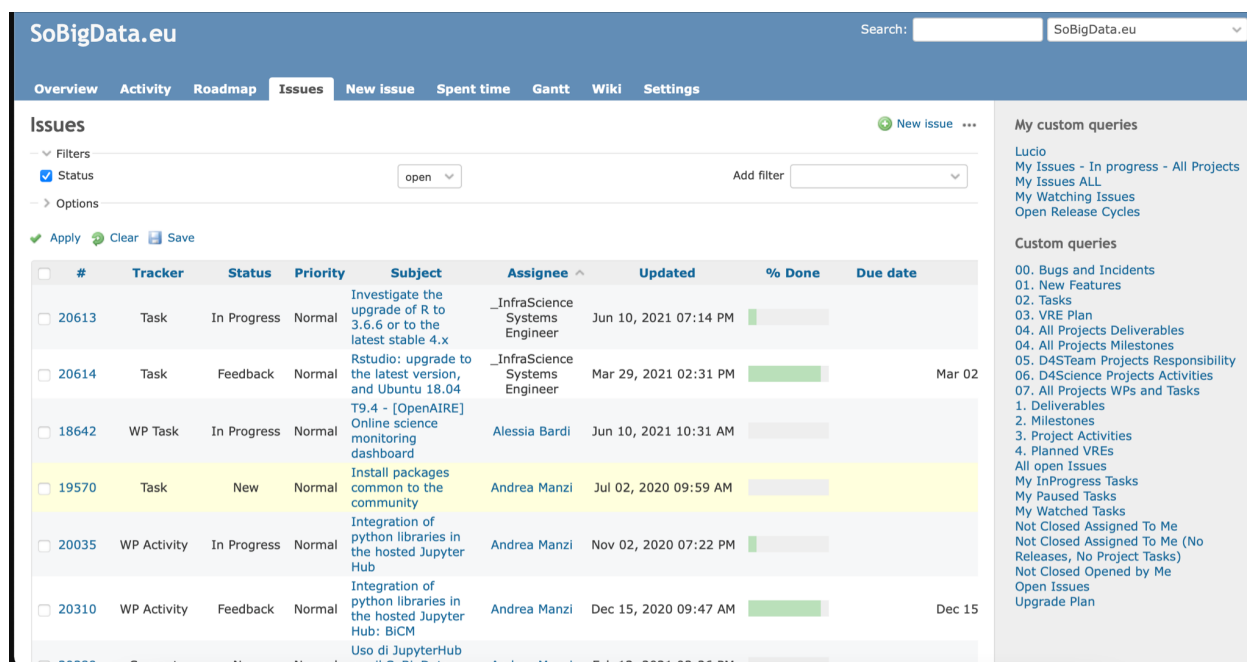 SoBigData.eu
Search:
SoBigData.eu
Overview Activity Roadmap Issues New issue Spent time Gantt Wiki Settings
Issues
New issue
Filters
Status
open
Add filter
Options
Apply Clear Save
# Tracker Status Priority Subject Assignee Updated % Done Due date
20613 Task In Progress Normal Investigate the upgrade of R to 3.6.6 or to the latest stable 4.x _InfraScience Systems Engineer Jun 10, 2021 07:14 PM
20614 Task Feedback Normal Rstudio: upgrade to the latest version, and Ubuntu 18.04 _InfraScience Systems Engineer Mar 29, 2021 02:31 PM Mar 02
18642 WP Task In Progress Normal T9.4 - [OpenAIRE] Online science monitoring dashboard Alessia Bardi Jun 10, 2021 10:31 AM
19570 Task New Normal Install packages common to the community Andrea Manzi Jul 02, 2020 09:59 AM
20035 WP Activity In Progress Normal Integration of python libraries in the hosted Jupyter Hub Andrea Manzi Nov 02, 2020 07:22 PM
20310 WP Activity Feedback Normal Integration of python libraries in the hosted Jupyter Hub: BiCM Andrea Manzi Dec 15, 2020 09:47 AM Dec 15
Uso di JupyterHub
My custom queries
Lucio
My Issues - In progress - All Projects
My Issues ALL
My Watching Issues
Open Release Cycles
Custom queries
00. Bugs and Incidents
01. New Features
02. Tasks
03. VRE Plan
04. All Projects Deliverables
04. All Projects Milestones
05. D4STeam Projects Responsibility
06. D4Science Projects Activities
07. All Projects WPs and Tasks
1. Deliverables
2. Milestones
3. Project Activities
4. Planned VREs
All open Issues
My InProgress Tasks
My Paused Tasks
My Watched Tasks
Not Closed Assigned To Me
Not Closed Assigned To Me (No
Releases, No Project Tasks)
Not Closed Opened by Me
Open Issues
Upgrade Plan